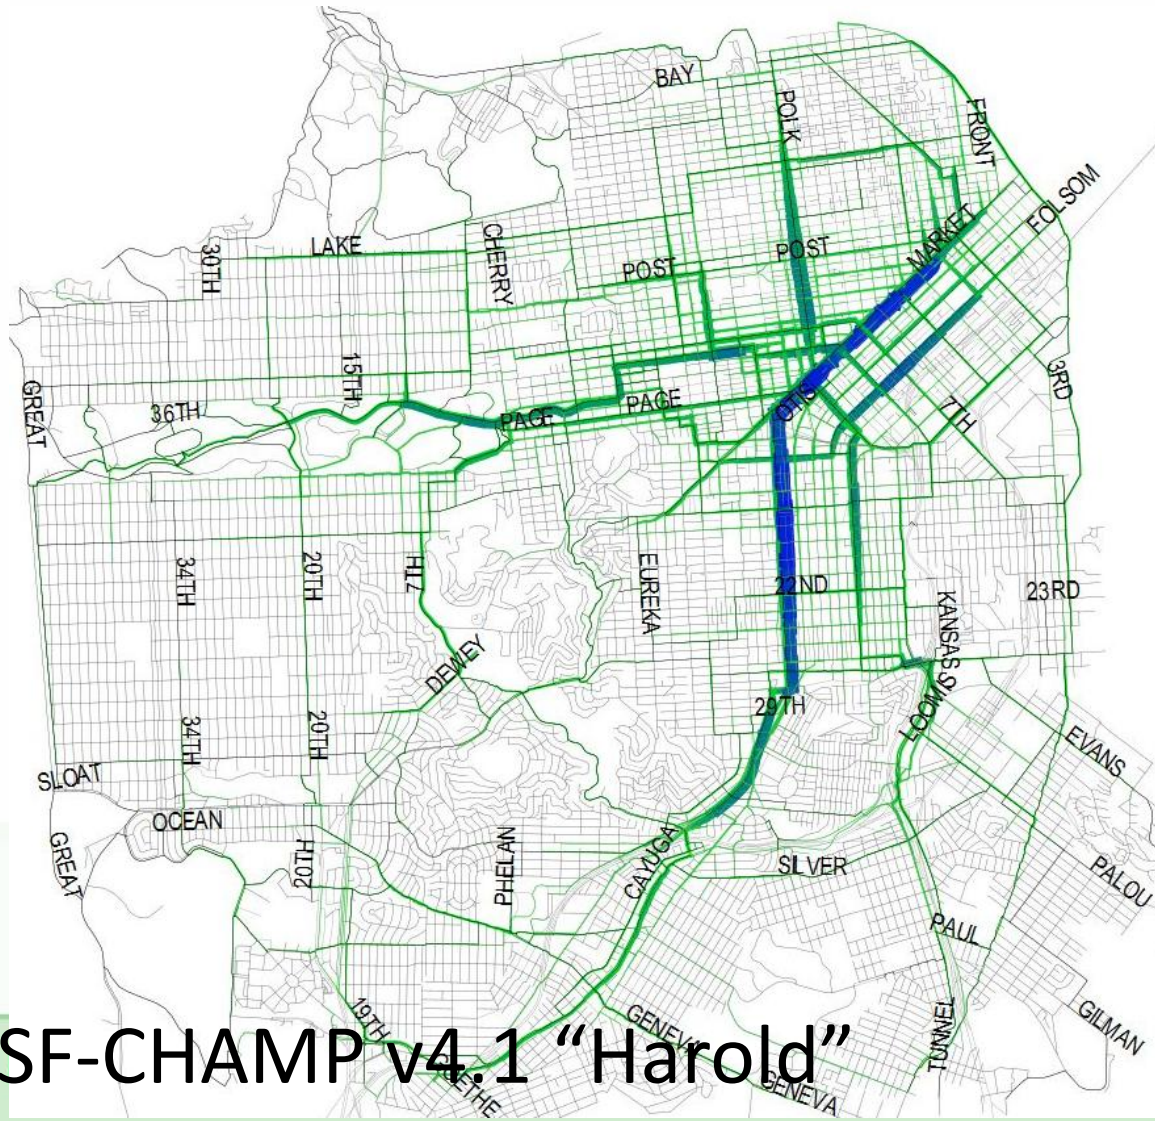 BAY
POLK
FRONT
FOLSOM
LAKE
30TH
CHERRY
POST
POST
MARKET
GREAT
15TH
36TH
PAGE
PAGE
OTIS
7TH
3RD
34TH
20TH
7TH
EUREKA
22ND
KANSAS
23RD
DEWEY
29TH
LOOMIS
34TH
20TH
EVANS
SLOAT
OCEAN
GREAT
20TH
PHELAN
CAYUGA
SILVER
PALOU
PAUL
19TH
GENEVA
TUNNEL
GILMAN
GENEVA
SF-CHAMP v4.1 “Harold”